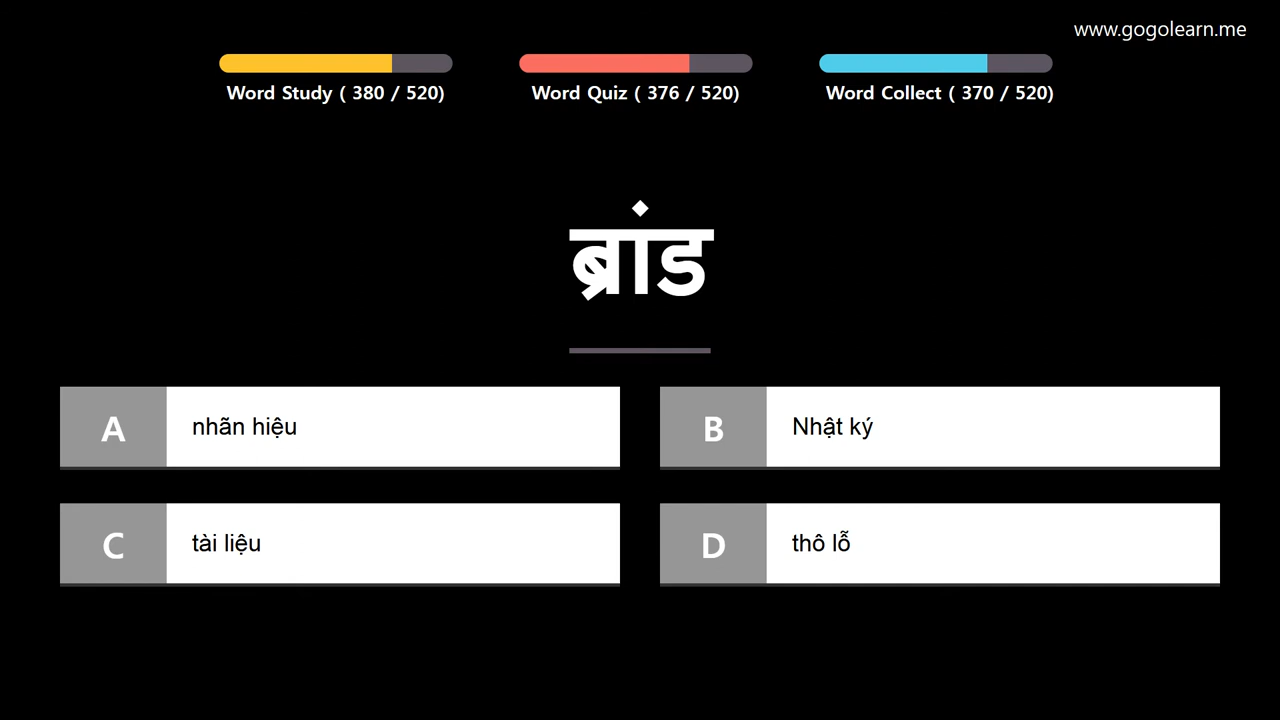 www.gogolearn.me
Word Study ( 380 / 520)
Word Quiz ( 376 / 520)
Word Collect ( 370 / 520)
ब्रांड
A nhãn hiệu
B Nhật ký
C tài liệu
D thô lỗ